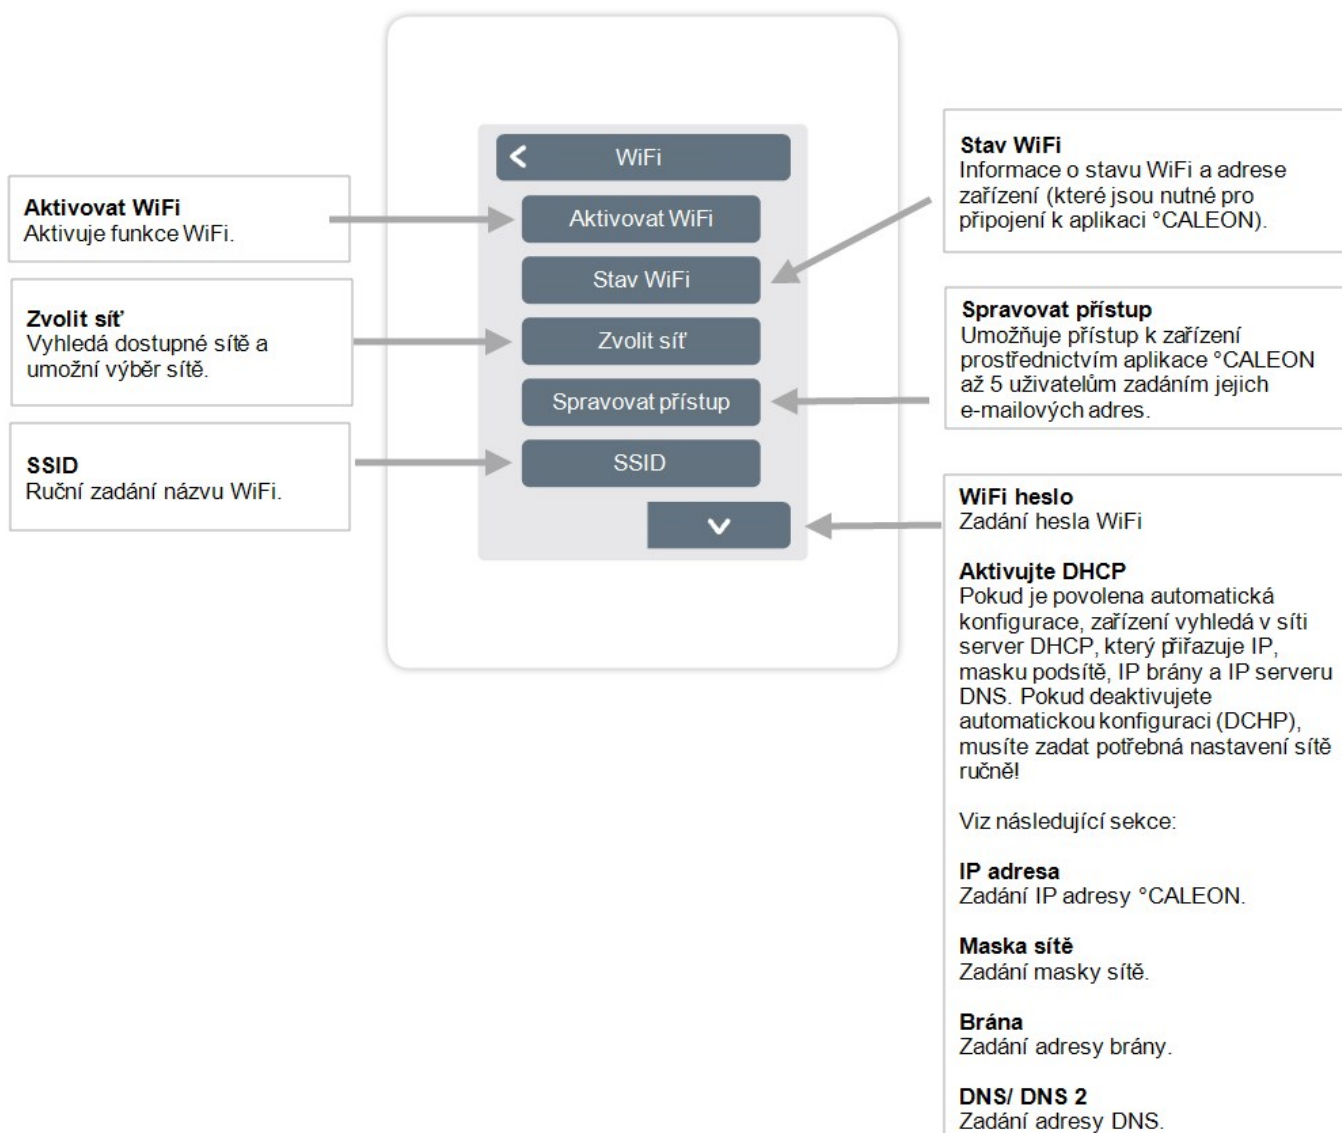 WiFi
Aktivovat WiFi
Stav WiFi
Zvolit síť
Spravovat přístup
SSID
Aktivovat WiFi
Aktivuje funkce WiFi.
Zvolit síť
Vyhledá dostupné sítě a
umožní výběr sítě.
SSID
Ruční zadání názvu WiFi.
Stav WiFi
Informace o stavu WiFi a adrese
zařízení (které jsou nutné pro
připojení k aplikaci °CALEON).
Spravovat přístup
Umožňuje přístup k zařízení
prostřednictvím aplikace °CALEON
až 5 uživatelům zadáním jejich
e-mailových adres.
WiFi heslo
Zadání hesla WiFi
Aktivujte DHCP
Pokud je povolena automatická
konfigurace, zařízení vyhledá v síti
server DHCP, který přiřazuje IP,
masku podsítě, IP brány a IP serveru
DNS. Pokud deaktivujete
automatickou konfiguraci (DCHP),
musíte zadat potřebná nastavení sítě
ručně!
Viz následující sekce:
IP adresa
Zadání IP adresy °CALEON.
Maska sítě
Zadání masky sítě.
Brána
Zadání adresy brány.
DNS/ DNS 2
Zadání adresy DNS.